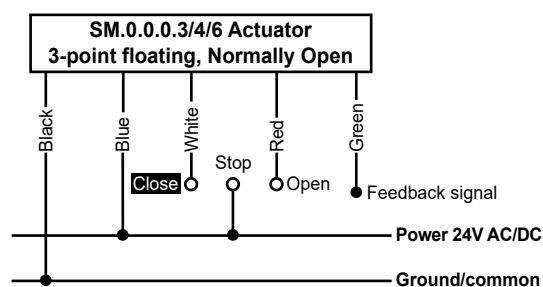 SM.0.0.0.3/4/6 Actuator
3-point floating, Normally Open
Black
Blue
White
Red
Green
Stop
Close
Open
Feedback signal
Power 24V AC/DC
Ground/common